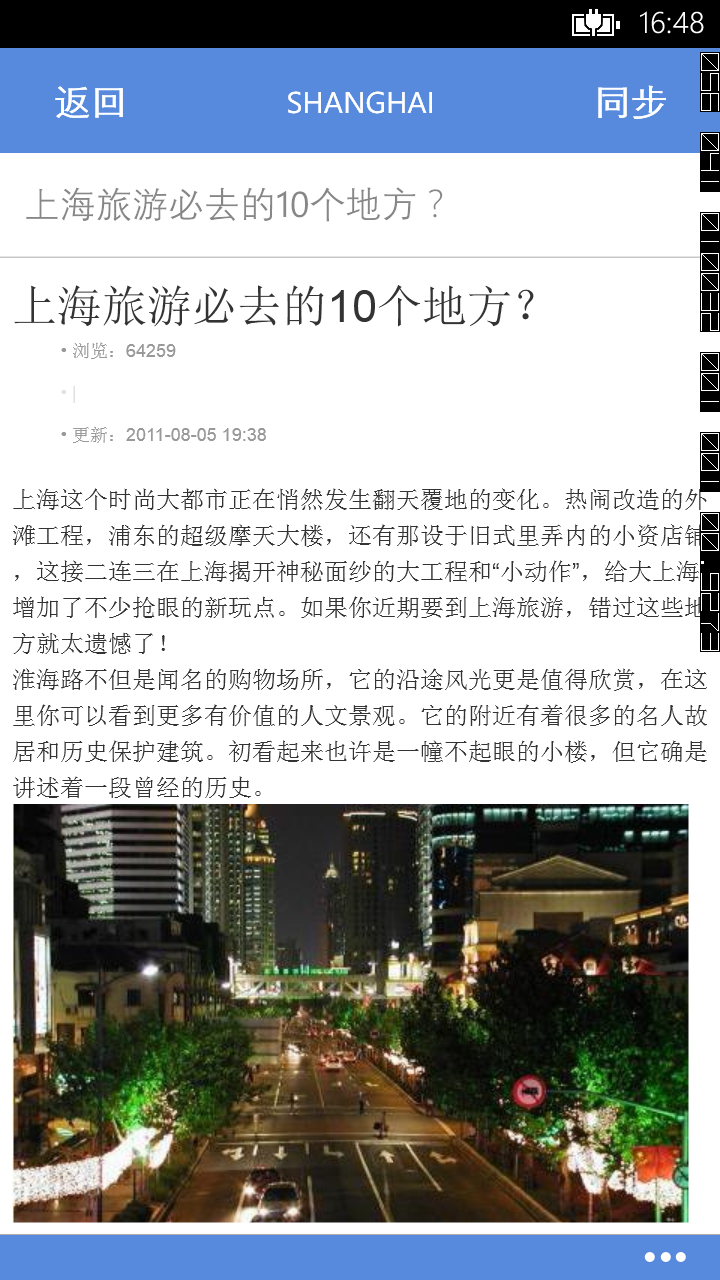 16:48
返回 SHANGHAI 同步
上海旅游必去的10个地方？
上海旅游必去的10个地方？
• 浏览：64259
• |
• 更新：2011-08-05 19:38
上海这个时尚大都市正在悄然发生翻天覆地的变化。热闹改造的外
滩工程，浦东的超级摩天大楼，还有那设于旧式里弄内的小资店铺
，这接二连三在上海揭开神秘面纱的大工程和“小动作”，给大上海
增加了不少抢眼的新玩点。如果你近期要到上海旅游，错过这些地
方就太遗憾了！
淮海路不但是闻名的购物场所，它的沿途风光更是值得欣赏，在这
里你可以看到更多有价值的人文景观。它的附近有着很多的名人故
居和历史保护建筑。初看起来也许是一幢不起眼的小楼，但它确是
讲述着一段曾经的历史。